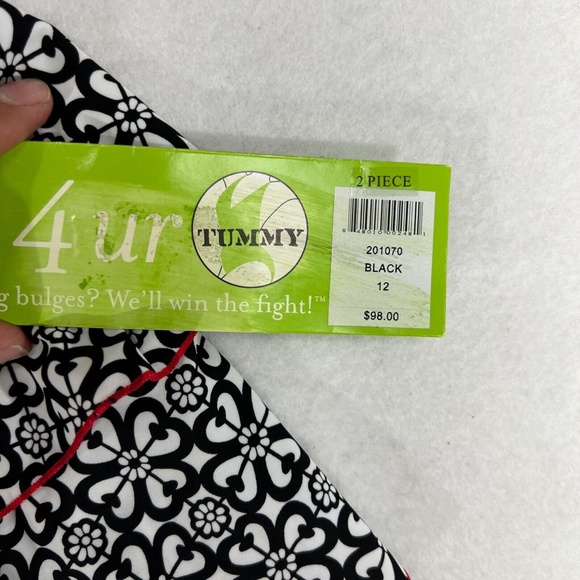 4 ur
TUMMY
g bulges? We'll win the fight!™
2 PIECE
201070
BLACK
12
$98.00